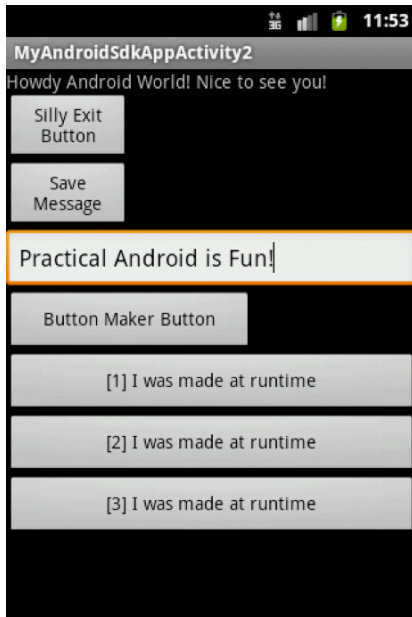 3G 11:53
MyAndroidSdkAppActivity2
Howdy Android World! Nice to see you!
Silly Exit
Button
Save
Message
Practical Android is Fun!
Button Maker Button
[1] I was made at runtime
[2] I was made at runtime
[3] I was made at runtime